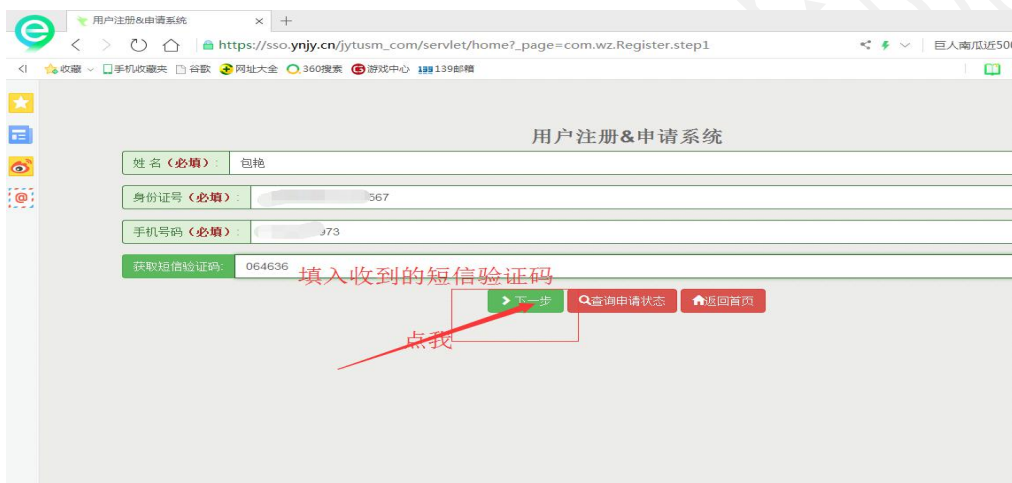 用户注册&申请系统
https://sso.ynjy.cn/jytusm_com/servlet/home?_page=com.wz.Register.step1
巨人南瓜近500
收藏 手机收藏夹 谷歌 网址大全 360搜索 游戏中心 139邮箱
用户注册&申请系统
姓 名（必填）: 包艳
身份证号（必填）: 567
手机号码（必填）: 973
获取短信验证码: 064636
填入收到的短信验证码
下一步 查询申请状态 返回首页
点我